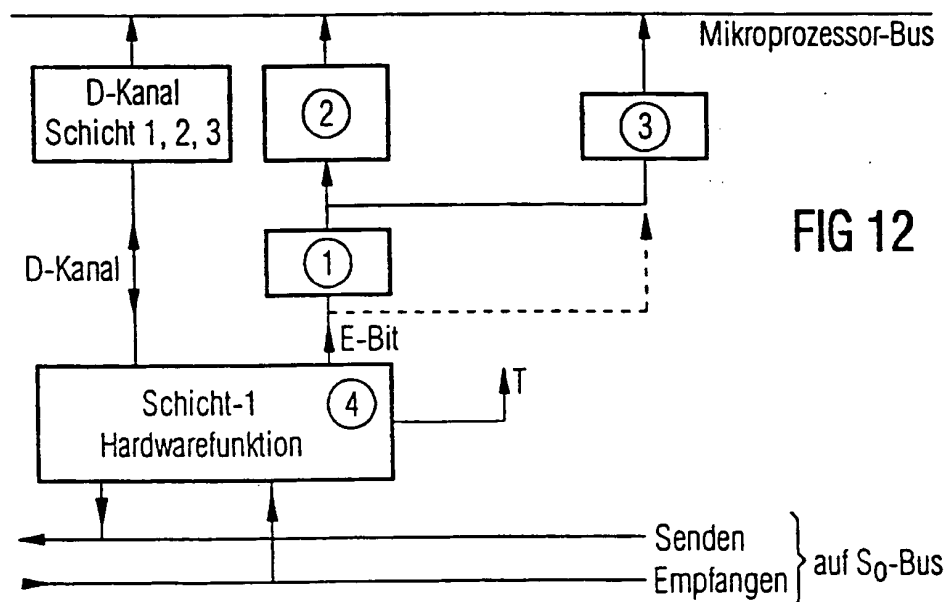 Mikroprozessor-Bus
D-Kanal
Schicht 1, 2, 3
2
3
FIG 12
1
D-Kanal
E-Bit
T
Schicht-1
Hardwarefunktion
4
Senden
Empfangen
auf S₀-Bus